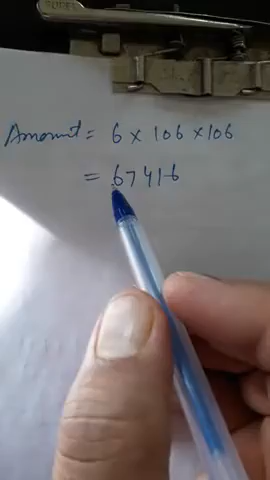 Amount = 6 × 106 × 106
= 67416